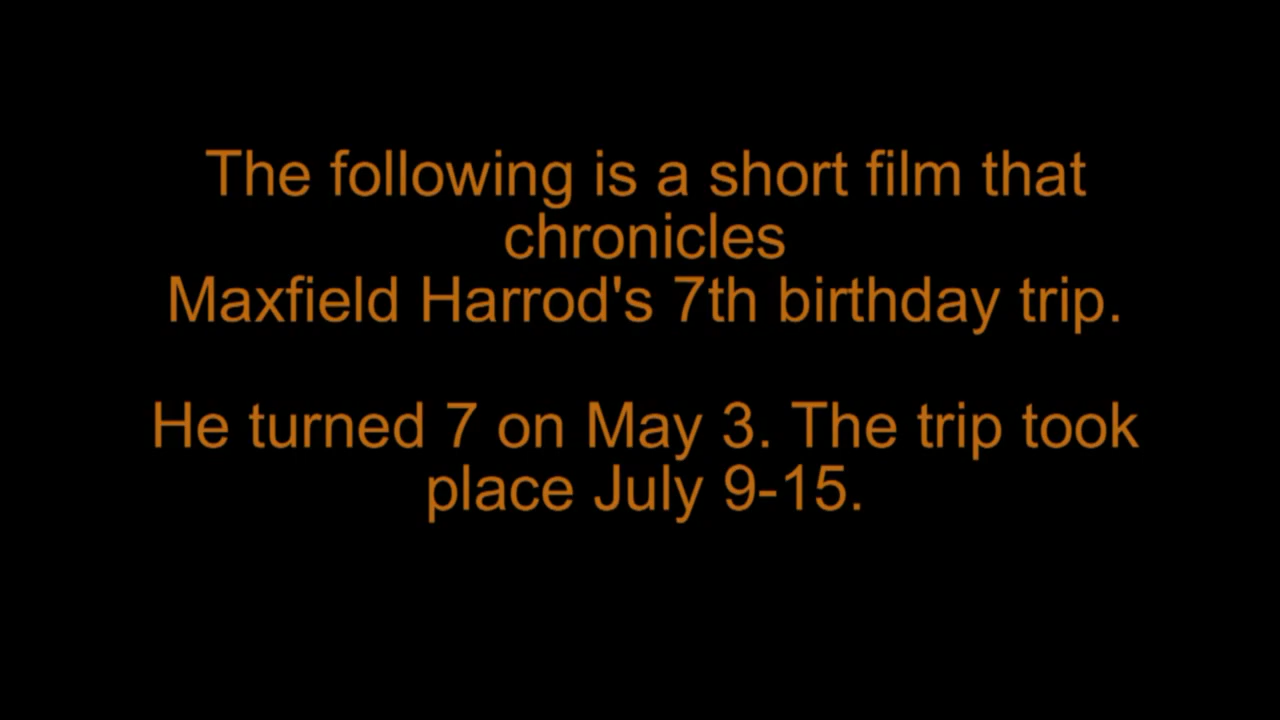 The following is a short film that
chronicles
Maxfield Harrod's 7th birthday trip.
He turned 7 on May 3. The trip took
place July 9-15.